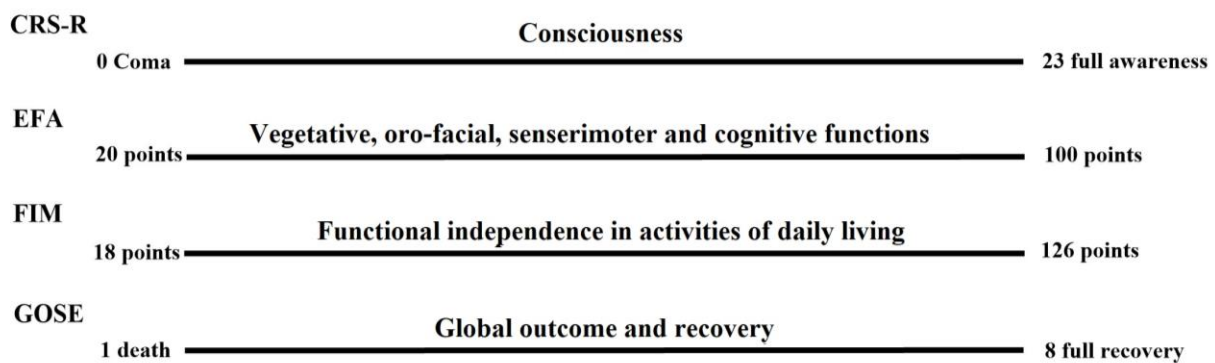 CRS-R
Consciousness
0 Coma 23 full awareness
EFA
Vegetative, oro-facial, senserimoter and cognitive functions
20 points 100 points
FIM
Functional independence in activities of daily living
18 points 126 points
GOSE
Global outcome and recovery
1 death 8 full recovery